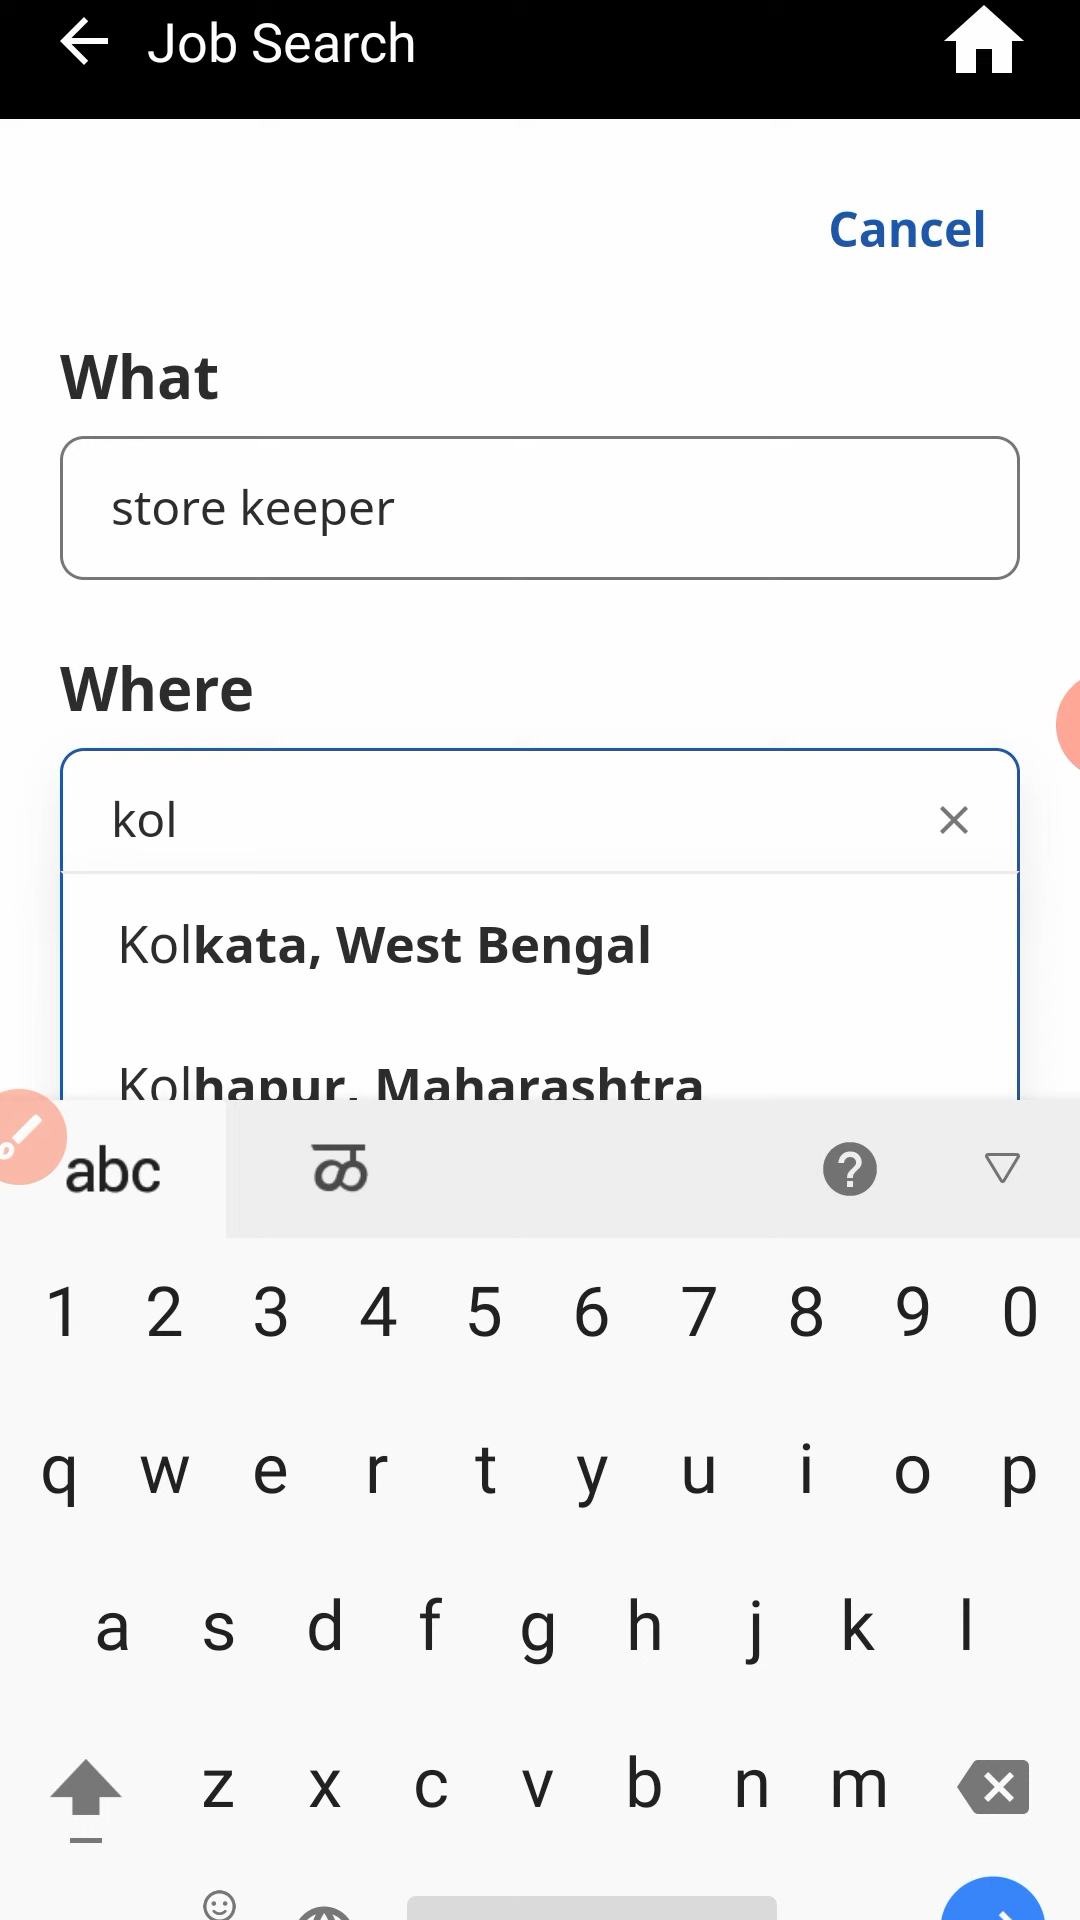 Job Search
Cancel
What
store keeper
Where
kol
Kolkata, West Bengal
Kolhapur, Maharashtra
abc ळ ?
1 2 3 4 5 6 7 8 9 0
q w e r t y u i o p
a s d f g h j k l
z x c v b n m